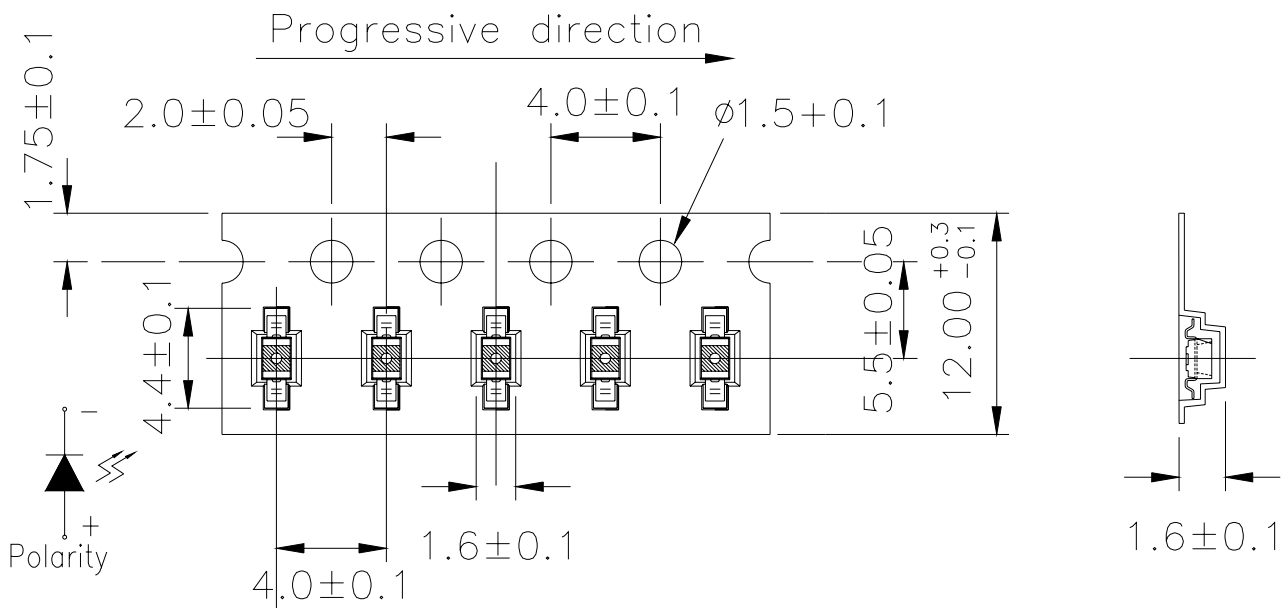 Progressive direction
1.75±0.1
2.0±0.05
4.0±0.1
ø1.5+0.1
4.4±0.1
5.5±0.05
12.00 +0.3 -0.1
−
+
Polarity
4.0±0.1
1.6±0.1
1.6±0.1